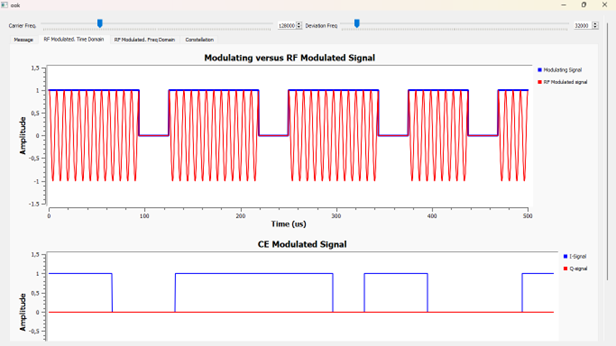 ook
Carrier Freq. 128000 Deviation Freq. 32000
Message RF Modulated. Time Domain RF Modulated. Freq.Domain Constellation
Modulating versus RF Modulated Signal
1,5
1
0,5
0
-0,5
-1
-1.5
Amplitude
0 100 200 300 400 500
Time (us)
Modulating Signal
RF Modulated signal
CE Modulated Signal
1,5
1
0,5
0
-0,5
Amplitude
I-Signal
Q-signal